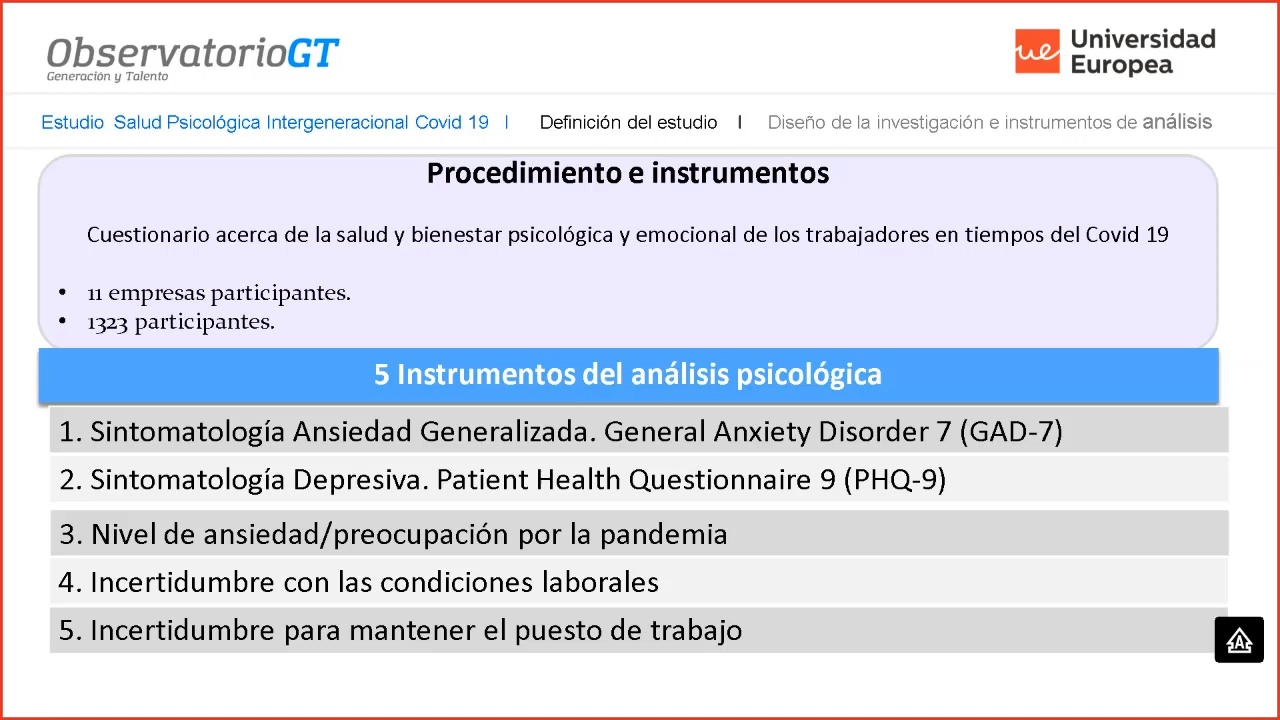 ObservatorioGT
Generación y Talento
ue Universidad
Europea
Estudio Salud Psicológica Intergeneracional Covid 19 I Definición del estudio I Diseño de la investigación e instrumentos de análisis
Procedimiento e instrumentos
Cuestionario acerca de la salud y bienestar psicológica y emocional de los trabajadores en tiempos del Covid 19
• 11 empresas participantes.
• 1323 participantes.
5 Instrumentos del análisis psicológica
1. Sintomatología Ansiedad Generalizada. General Anxiety Disorder 7 (GAD-7)
2. Sintomatología Depresiva. Patient Health Questionnaire 9 (PHQ-9)
3. Nivel de ansiedad/preocupación por la pandemia
4. Incertidumbre con las condiciones laborales
5. Incertidumbre para mantener el puesto de trabajo
A